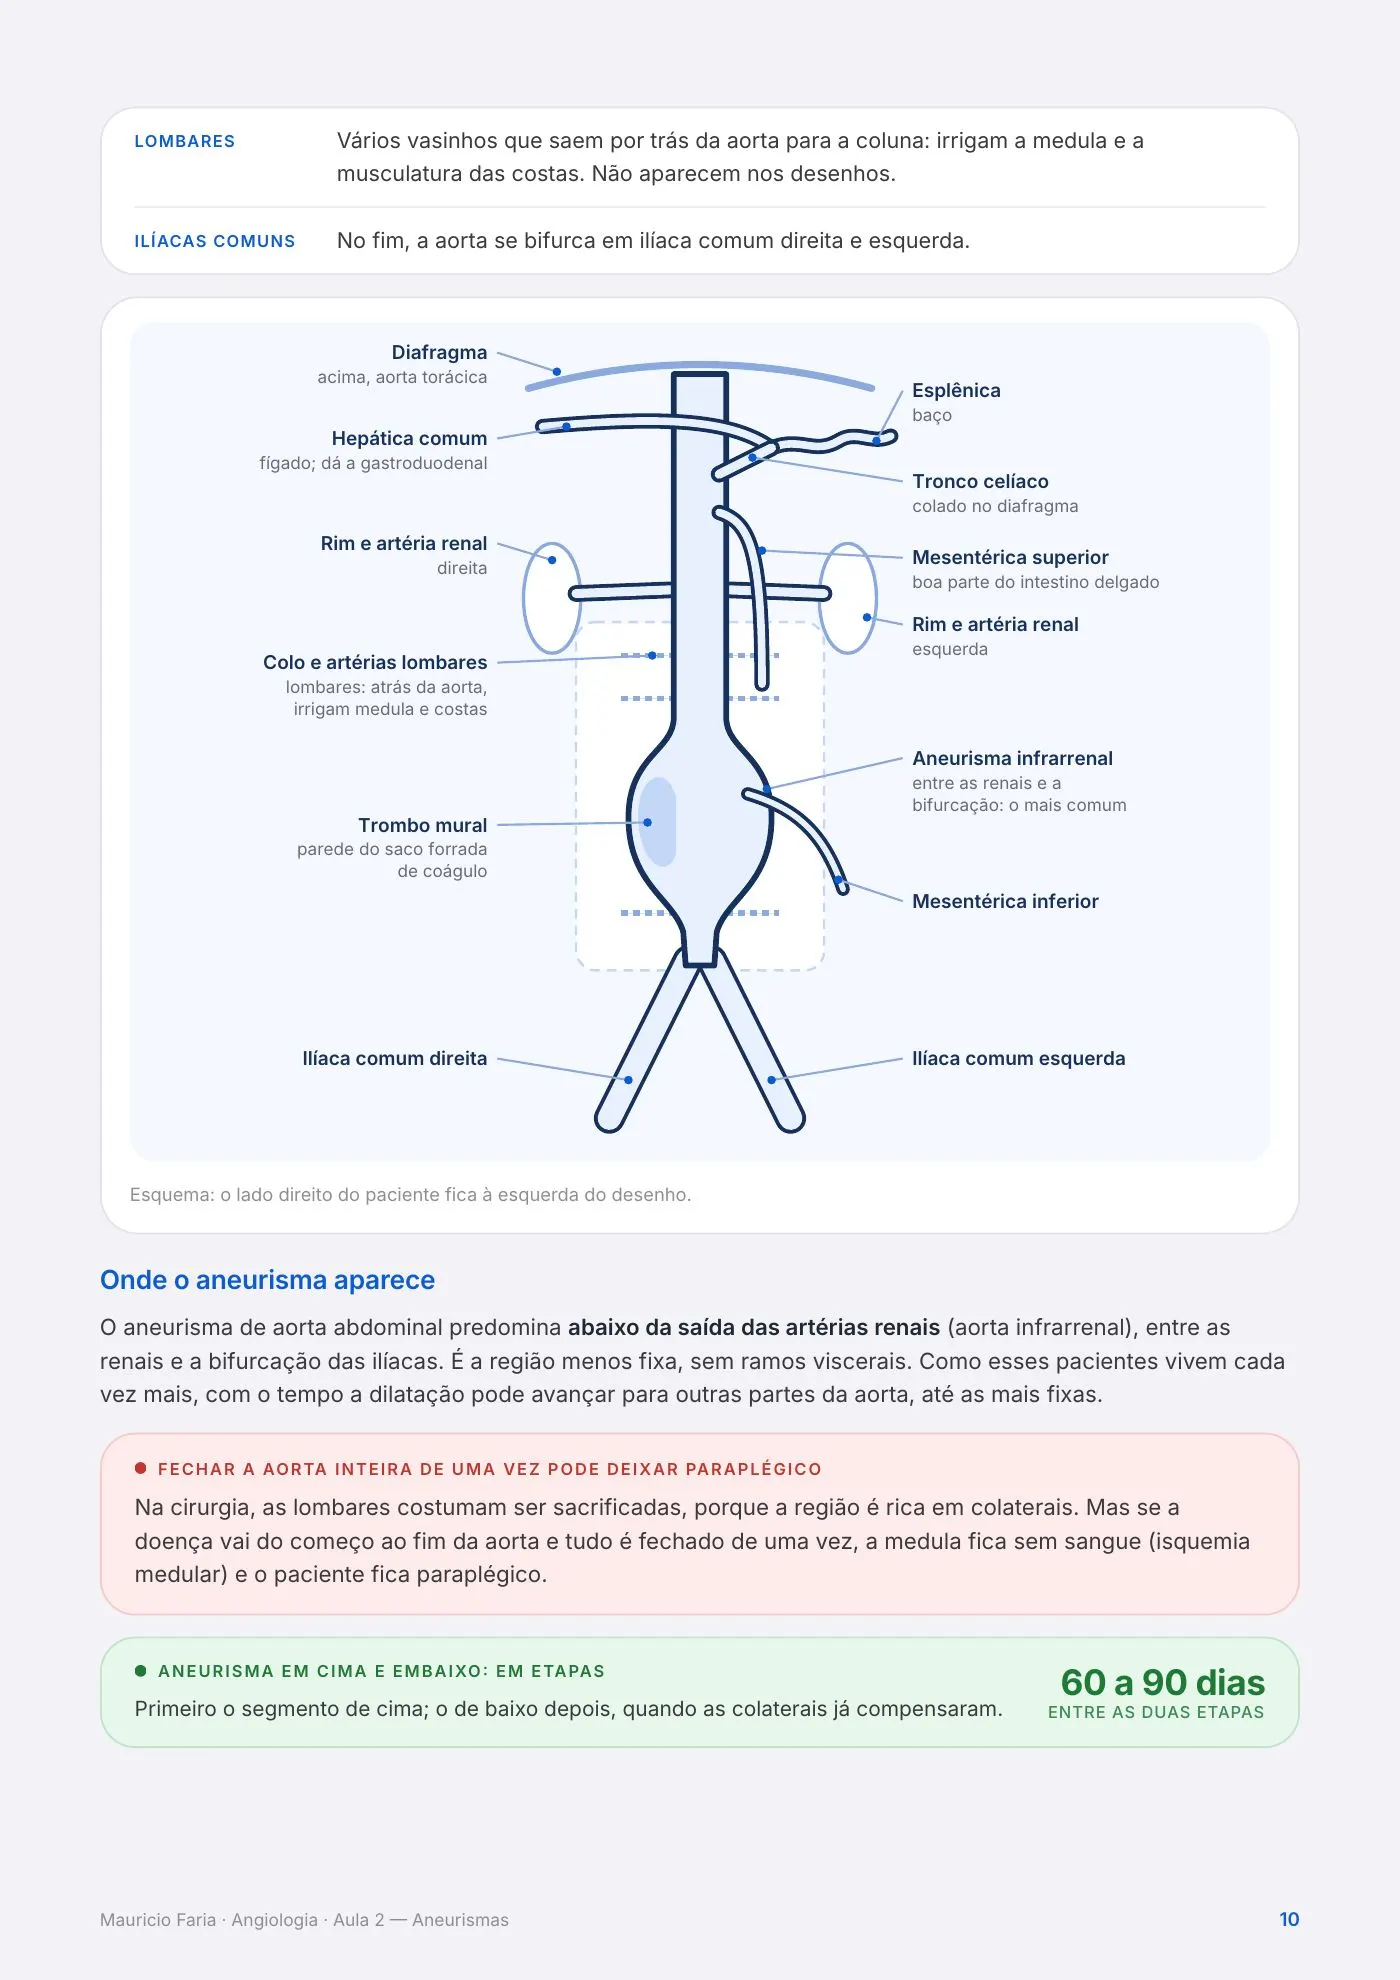 LOMBARES
Vários vasinhos que saem por trás da aorta para a coluna: irrigam a medula e a
musculatura das costas. Não aparecem nos desenhos.
ILÍACAS COMUNS
No fim, a aorta se bifurca em ilíaca comum direita e esquerda.
Diafragma
acima, aorta torácica
Esplênica
baço
Hepática comum
fígado; dá a gastroduodenal
Tronco celíaco
colado no diafragma
Rim e artéria renal
direita
Mesentérica superior
boa parte do intestino delgado
Rim e artéria renal
esquerda
Colo e artérias lombares
lombares: atrás da aorta,
irrigam medula e costas
Aneurisma infrarrenal
entre as renais e a
bifurcação: o mais comum
Trombo mural
parede do saco forrada
de coágulo
Mesentérica inferior
Ilíaca comum direita
Ilíaca comum esquerda
Esquema: o lado direito do paciente fica à esquerda do desenho.
Onde o aneurisma aparece
O aneurisma de aorta abdominal predomina abaixo da saída das artérias renais (aorta infrarrenal), entre as
renais e a bifurcação das ilíacas. É a região menos fixa, sem ramos viscerais. Como esses pacientes vivem cada
vez mais, com o tempo a dilatação pode avançar para outras partes da aorta, até as mais fixas.
FECHAR A AORTA INTEIRA DE UMA VEZ PODE DEIXAR PARAPLÉGICO
Na cirurgia, as lombares costumam ser sacrificadas, porque a região é rica em colaterais. Mas se a
doença vai do começo ao fim da aorta e tudo é fechado de uma vez, a medula fica sem sangue (isquemia
medular) e o paciente fica paraplégico.
ANEURISMA EM CIMA E EMBAIXO: EM ETAPAS
Primeiro o segmento de cima; o de baixo depois, quando as colaterais já compensaram.
60 a 90 dias
ENTRE AS DUAS ETAPAS
Mauricio Faria · Angiologia · Aula 2 — Aneurismas
10